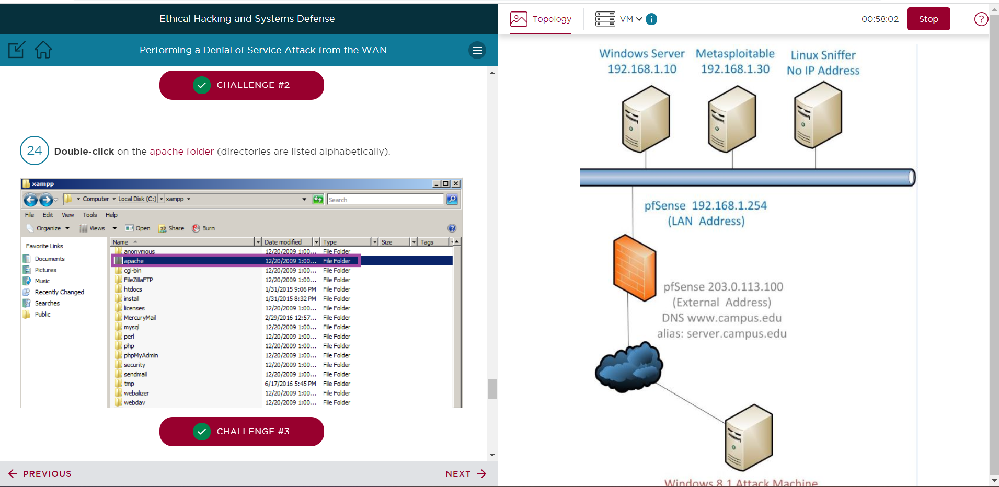 Ethical Hacking and Systems Defense
Performing a Denial of Service Attack from the WAN
CHALLENGE #2
24 Double-click on the apache folder (directories are listed alphabetically).
xampp
Computer Local Disk (C:) xampp
Search
File Edit View Tools Help
Organize Views Open Share Burn
Favorite Links
Documents
Pictures
Music
Recently Changed
Searches
Public
Name Date modified Type Size Tags
anonymous 12/20/2009 1:00... File Folder
apache 12/20/2009 1:00... File Folder
cgi-bin 12/20/2009 1:00... File Folder
FileZillaFTP 12/20/2009 1:00... File Folder
htdocs 1/31/2015 9:06 PM File Folder
install 1/31/2015 8:32 PM File Folder
licenses 12/20/2009 1:00... File Folder
MercuryMail 2/29/2016 12:57... File Folder
mysql 12/20/2009 1:00... File Folder
perl 12/20/2009 1:00... File Folder
php 12/20/2009 1:00... File Folder
phpMyAdmin 12/20/2009 1:00... File Folder
security 12/20/2009 1:00... File Folder
sendmail 12/20/2009 1:00... File Folder
tmp 6/17/2016 5:45 PM File Folder
webalizer 12/20/2009 1:00... File Folder
webdav 12/20/2009 1:00... File Folder
CHALLENGE #3
PREVIOUS
NEXT
Topology
VM
i
00:58:02
Stop
?
Windows Server
192.168.1.10
Metasploitable
192.168.1.30
Linux Sniffer
No IP Address
pfSense 192.168.1.254
(LAN Address)
pfSense 203.0.113.100
(External Address)
DNS www.campus.edu
alias: server.campus.edu
Windows 8.1 Attack Machine